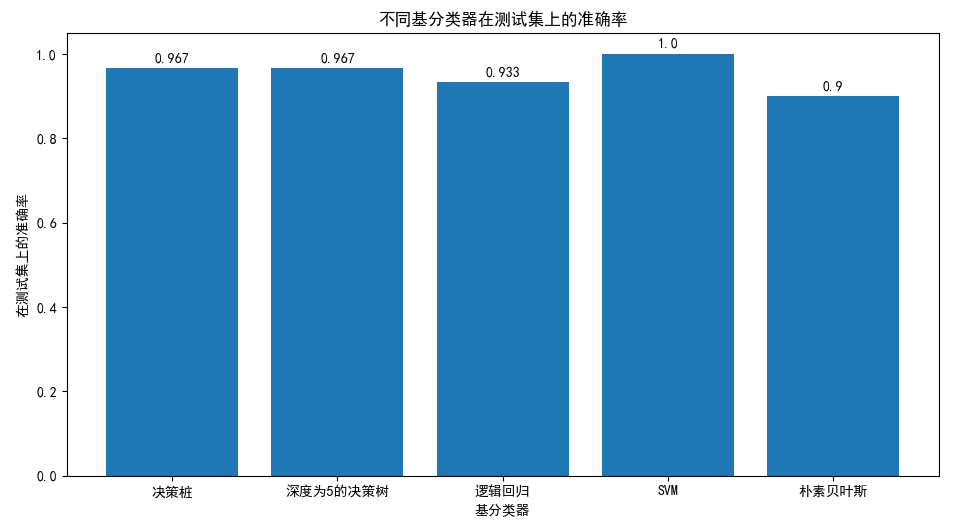 不同基分类器在测试集上的准确率
在测试集上的准确率
1.0
0.8
0.6
0.4
0.2
0.0
0.967
0.967
0.933
1.0
0.9
决策桩
深度为5的决策树
逻辑回归
SVM
朴素贝叶斯
基分类器